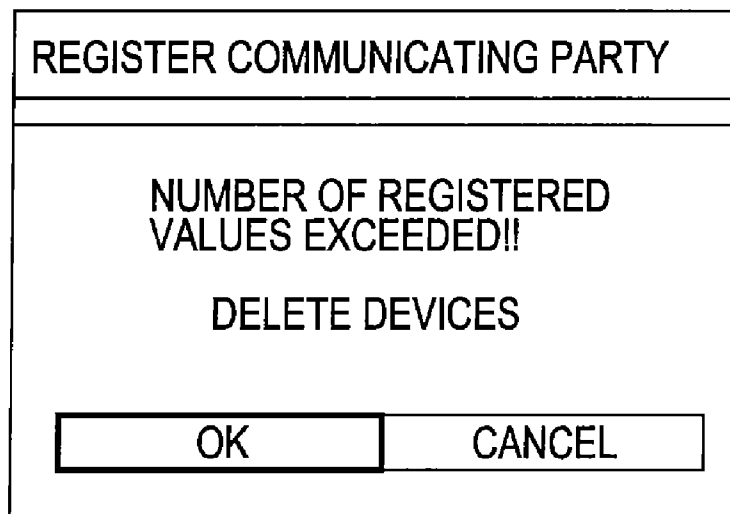 REGISTER COMMUNICATING PARTY
NUMBER OF REGISTERED
VALUES EXCEEDED!!
DELETE DEVICES
OK
CANCEL